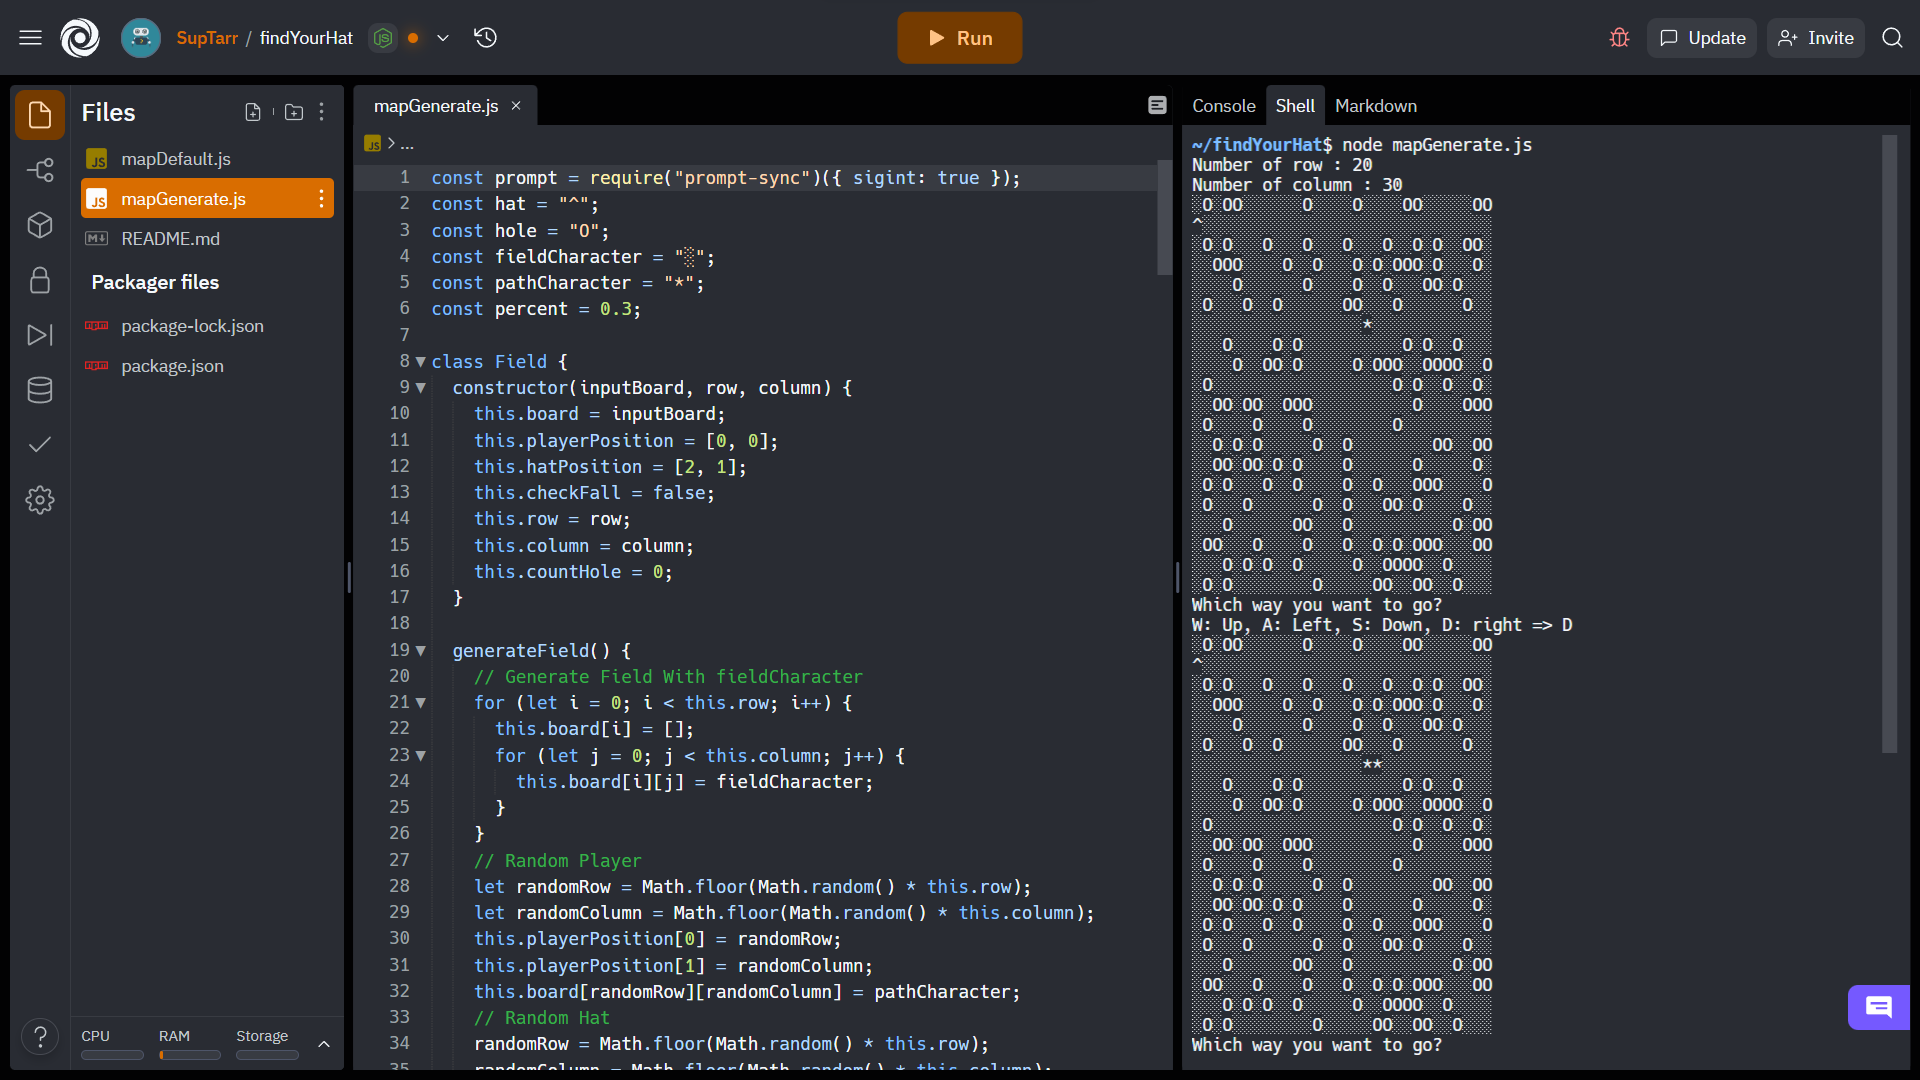 SupTarr / findYourHat
Run
Update
Invite
Files
mapDefault.js
mapGenerate.js
README.md
Packager files
package-lock.json
package.json
CPU
RAM
Storage
mapGenerate.js
JS > ...
1 const prompt = require("prompt-sync")({ sigint: true });
2 const hat = "^";
3 const hole = "O";
4 const fieldCharacter = "░";
5 const pathCharacter = "*";
6 const percent = 0.3;
7
8 class Field {
9 constructor(inputBoard, row, column) {
10 this.board = inputBoard;
11 this.playerPosition = [0, 0];
12 this.hatPosition = [2, 1];
13 this.checkFall = false;
14 this.row = row;
15 this.column = column;
16 this.countHole = 0;
17 }
18
19 generateField() {
20 // Generate Field With fieldCharacter
21 for (let i = 0; i < this.row; i++) {
22 this.board[i] = [];
23 for (let j = 0; j < this.column; j++) {
24 this.board[i][j] = fieldCharacter;
25 }
26 }
27 // Random Player
28 let randomRow = Math.floor(Math.random() * this.row);
29 let randomColumn = Math.floor(Math.random() * this.column);
30 this.playerPosition[0] = randomRow;
31 this.playerPosition[1] = randomColumn;
32 this.board[randomRow][randomColumn] = pathCharacter;
33 // Random Hat
34 randomRow = Math.floor(Math.random() * this.row);
35 randomColumn = Math.floor(Math.random() * this.column);
Console
Shell
Markdown
~/findYourHat$ node mapGenerate.js
Number of row : 20
Number of column : 30
Which way you want to go?
W: Up, A: Left, S: Down, D: right => D
Which way you want to go?